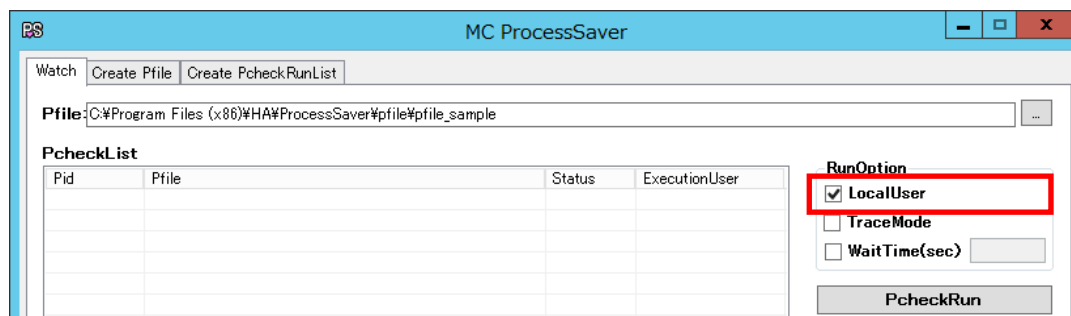 PS MC ProcessSaver
Watch Create Pfile Create PcheckRunList
Pfile: C:¥Program Files (x86)¥HA¥ProcessSaver¥pfile¥pfile_sample ...
PcheckList
Pid Pfile Status ExecutionUser
RunOption
LocalUser
TraceMode
WaitTime(sec)
PcheckRun